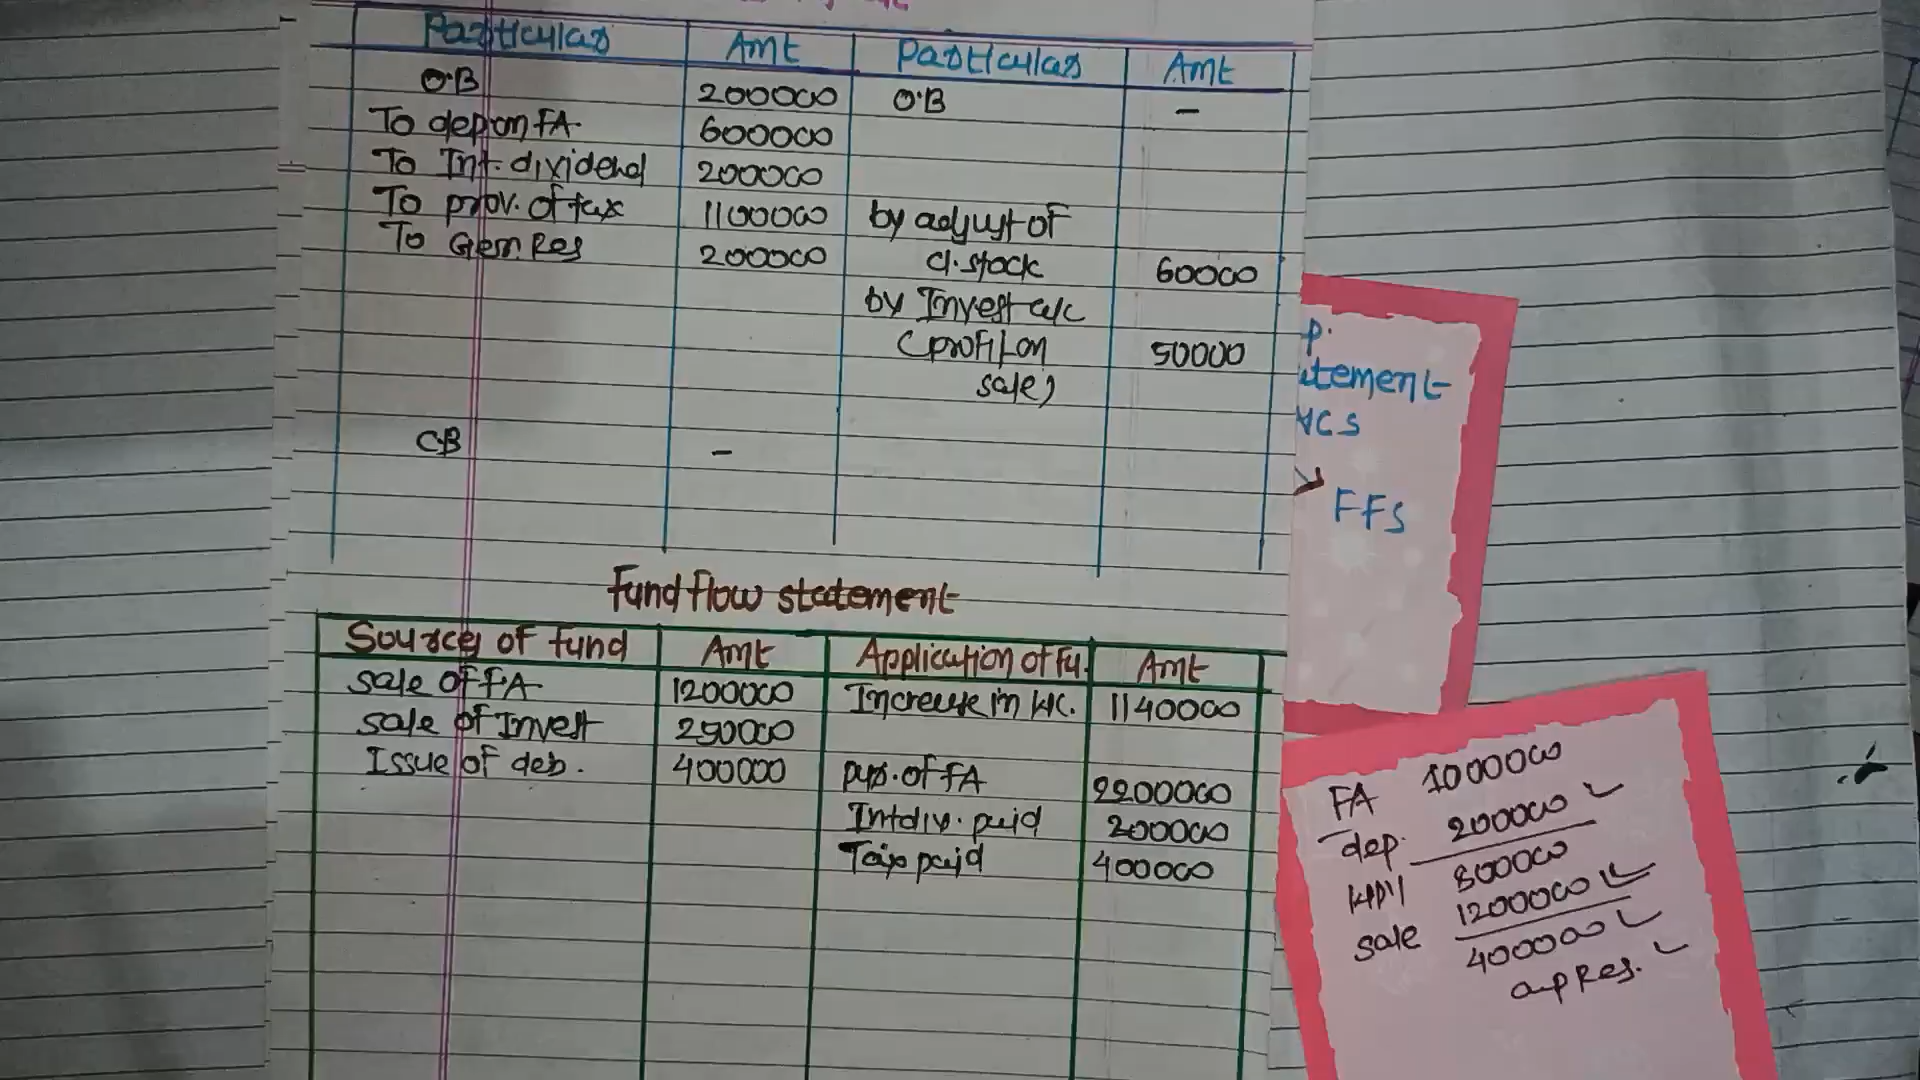 Particulars Amt Particulars Amt
O.B 200000 O.B -
To dep on FA 600000
To Int. dividend 200000
To prov. of tax 1100000 by adjust of
To Gen. Res 200000 cl. stock 60000
by Invest a/c
(profit on 50000
sale)
CB -
Fund flow statement
Sources of fund Amt Application of Fu. Amt
sale of F.A 1200000 Increase in WC. 1140000
sale of Invest 250000
Issue of deb. 400000 pur. of FA 2200000
Int div. paid 200000
Tax paid 400000
p.
atement
WCS
FFS
FA 1000000
dep. 200000
800000
sale 1200000
400000
cap Res.